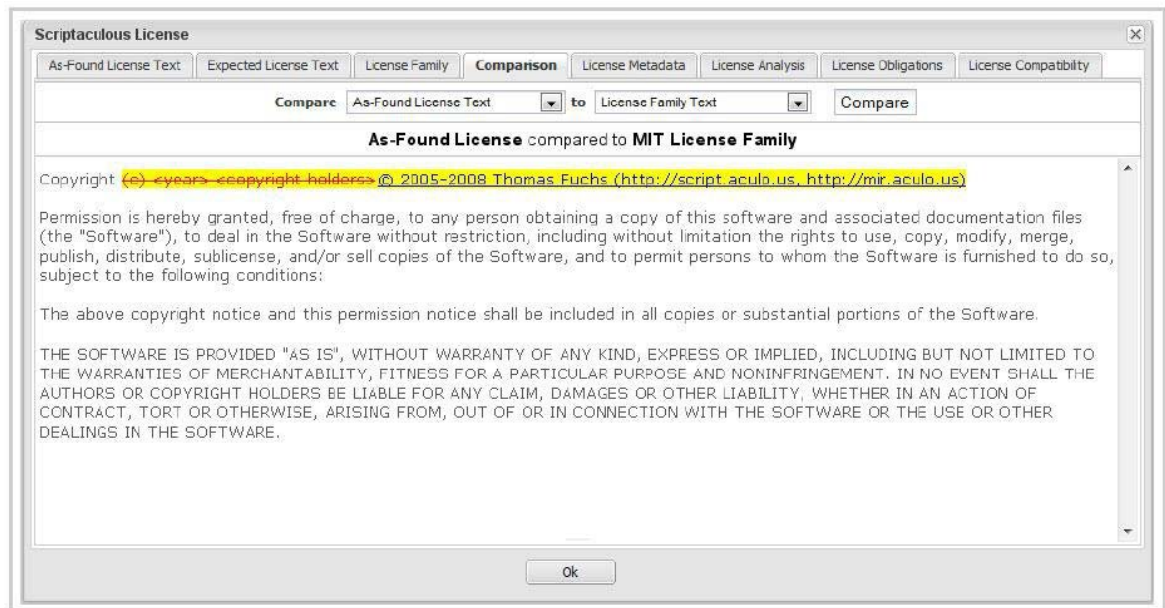 Scriptaculous License
As-Found License Text Expected License Text License Family Comparison License Metadata License Analysis License Obligations License Compatibility
Compare As-Found License Text to License Family Text Compare
As-Found License compared to MIT License Family
Copyright (c) <year> <copyright holders> © 2005-2008 Thomas Fuchs (http://script.aculo.us, http://mir.aculo.us)
Permission is hereby granted, free of charge, to any person obtaining a copy of this software and associated documentation files
(the "Software"), to deal in the Software without restriction, including without limitation the rights to use, copy, modify, merge,
publish, distribute, sublicense, and/or sell copies of the Software, and to permit persons to whom the Software is furnished to do so,
subject to the following conditions:
The above copyright notice and this permission notice shall be included in all copies or substantial portions of the Software.
THE SOFTWARE IS PROVIDED "AS IS", WITHOUT WARRANTY OF ANY KIND, EXPRESS OR IMPLIED, INCLUDING BUT NOT LIMITED TO
THE WARRANTIES OF MERCHANTABILITY, FITNESS FOR A PARTICULAR PURPOSE AND NONINFRINGEMENT. IN NO EVENT SHALL THE
AUTHORS OR COPYRIGHT HOLDERS BE LIABLE FOR ANY CLAIM, DAMAGES OR OTHER LIABILITY, WHETHER IN AN ACTION OF
CONTRACT, TORT OR OTHERWISE, ARISING FROM, OUT OF OR IN CONNECTION WITH THE SOFTWARE OR THE USE OR OTHER
DEALINGS IN THE SOFTWARE.
Ok